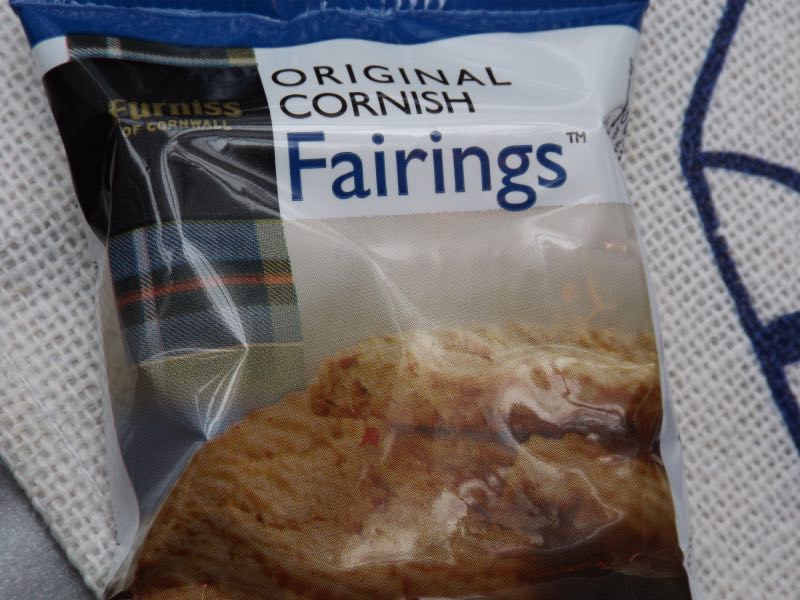 Furniss
OF CORNWALL
ORIGINAL
CORNISH
Fairings™